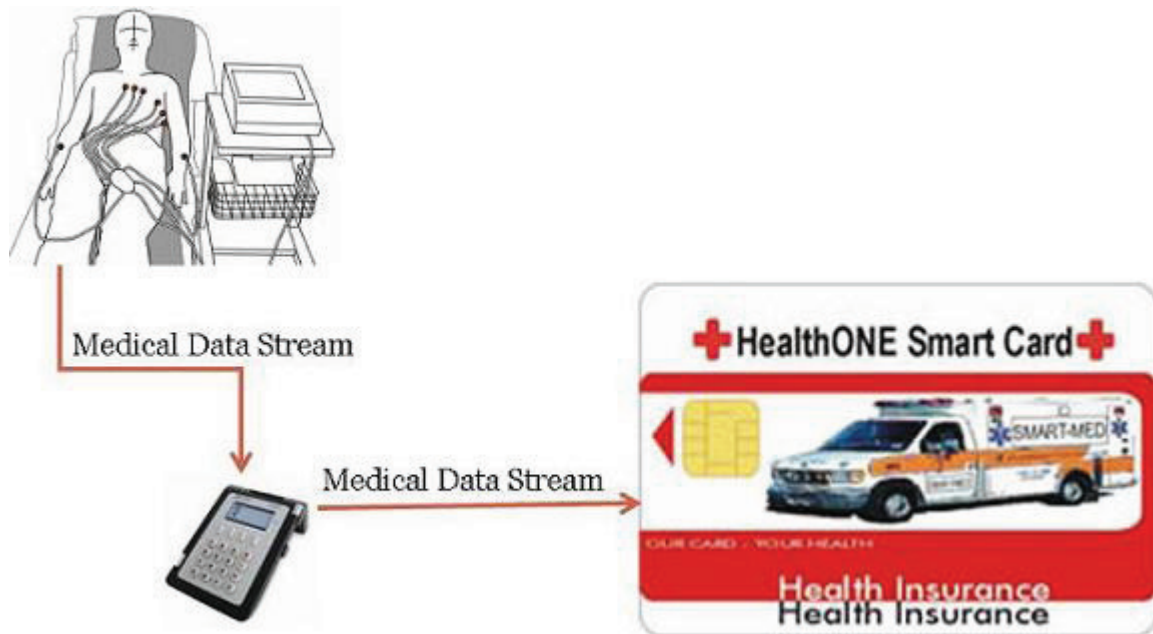 Medical Data Stream
HealthONE Smart Card
SMART-MED
Medical Data Stream
OUR CARD - YOUR HEALTH
Health Insurance
Health Insurance